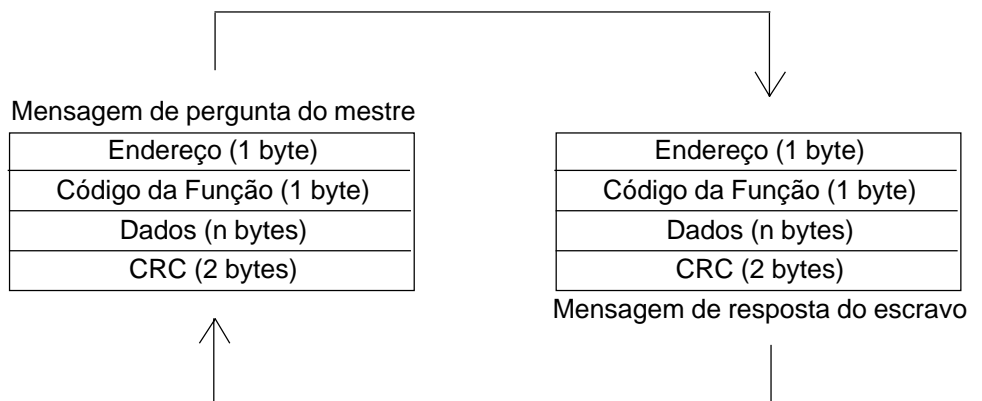 Mensagem de pergunta do mestre
Endereço (1 byte)
Código da Função (1 byte)
Dados (n bytes)
CRC (2 bytes)
Endereço (1 byte)
Código da Função (1 byte)
Dados (n bytes)
CRC (2 bytes)
Mensagem de resposta do escravo